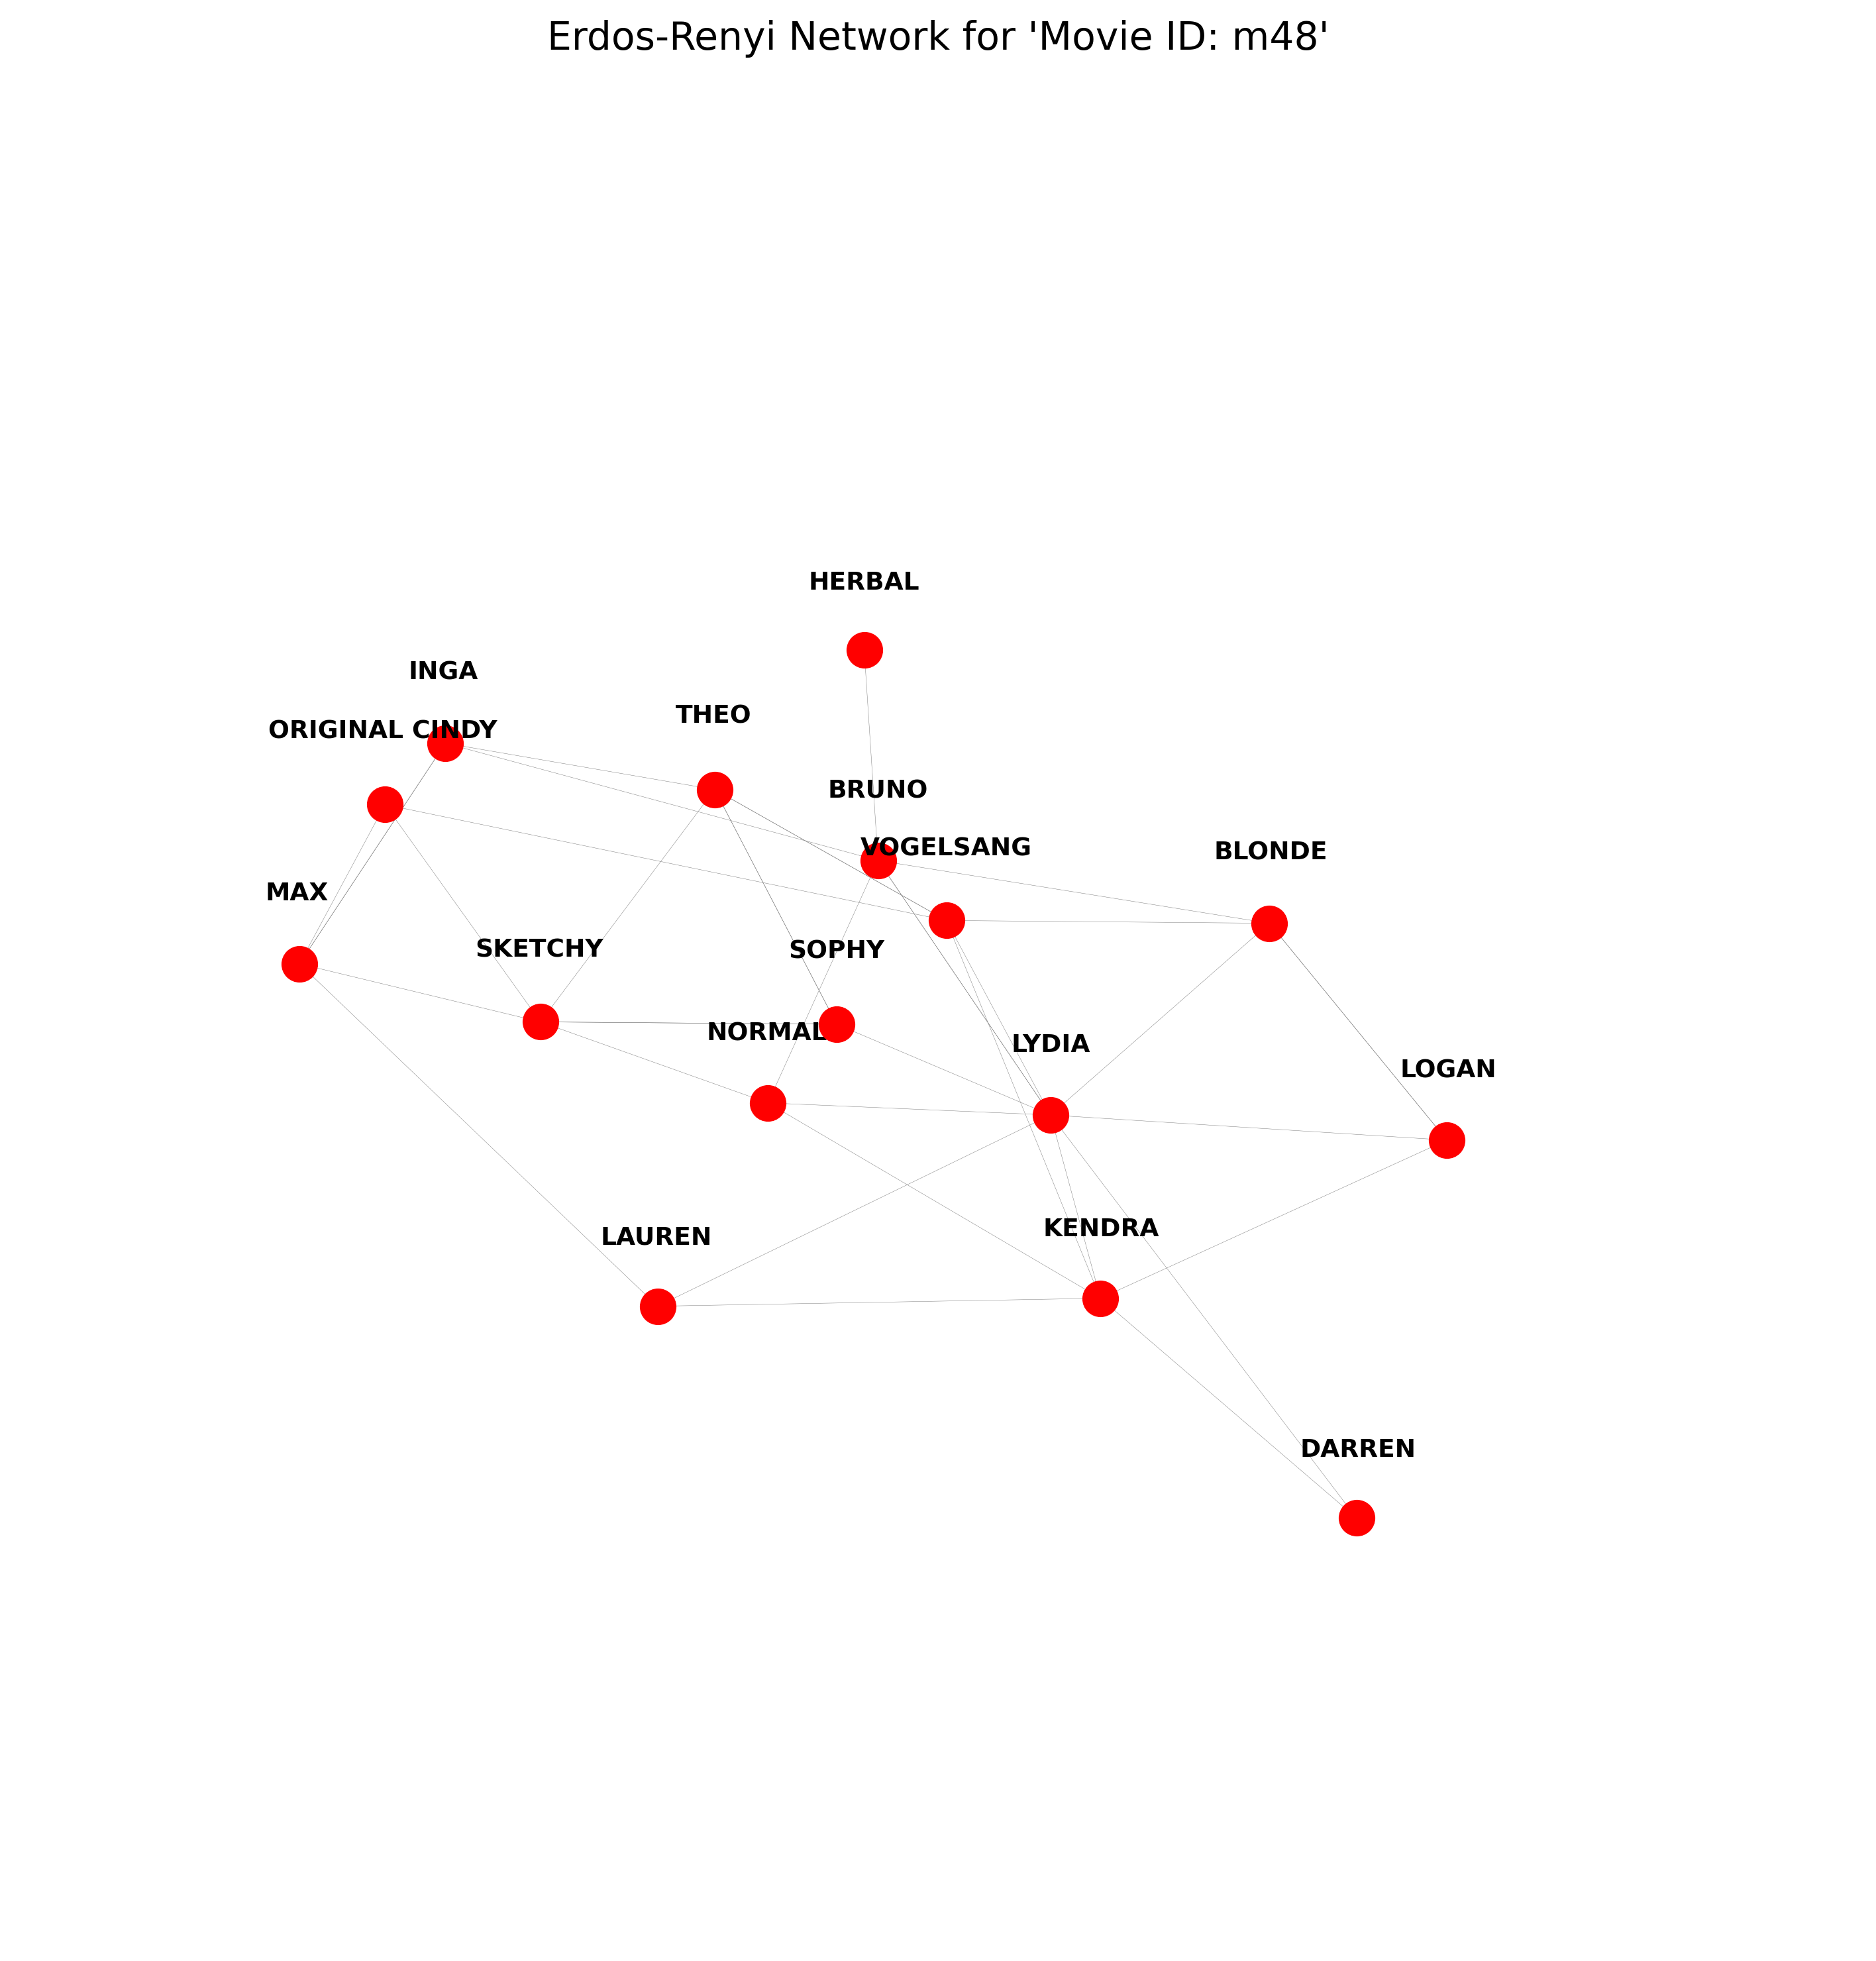 Erdos-Renyi Network for 'Movie ID: m48'
HERBAL
INGA
THEO
ORIGINAL CINDY
BRUNO
VOGELSANG
BLONDE
MAX
SKETCHY
SOPHY
NORMAL
LYDIA
LOGAN
KENDRA
LAUREN
DARREN